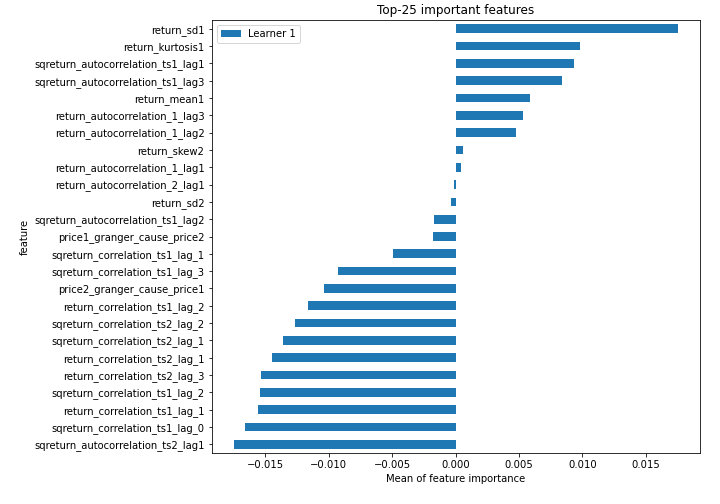 Top-25 important features
Learner 1
return_sd1
return_kurtosis1
sqreturn_autocorrelation_ts1_lag1
sqreturn_autocorrelation_ts1_lag3
return_mean1
return_autocorrelation_1_lag3
return_autocorrelation_1_lag2
return_skew2
return_autocorrelation_1_lag1
return_autocorrelation_2_lag1
return_sd2
sqreturn_autocorrelation_ts1_lag2
price1_granger_cause_price2
sqreturn_correlation_ts1_lag_1
sqreturn_correlation_ts1_lag_3
price2_granger_cause_price1
return_correlation_ts1_lag_2
sqreturn_correlation_ts2_lag_2
sqreturn_correlation_ts2_lag_1
return_correlation_ts2_lag_1
return_correlation_ts2_lag_3
sqreturn_correlation_ts1_lag_2
return_correlation_ts1_lag_1
sqreturn_correlation_ts1_lag_0
sqreturn_autocorrelation_ts2_lag1
feature
−0.015 −0.010 −0.005 0.000 0.005 0.010 0.015
Mean of feature importance